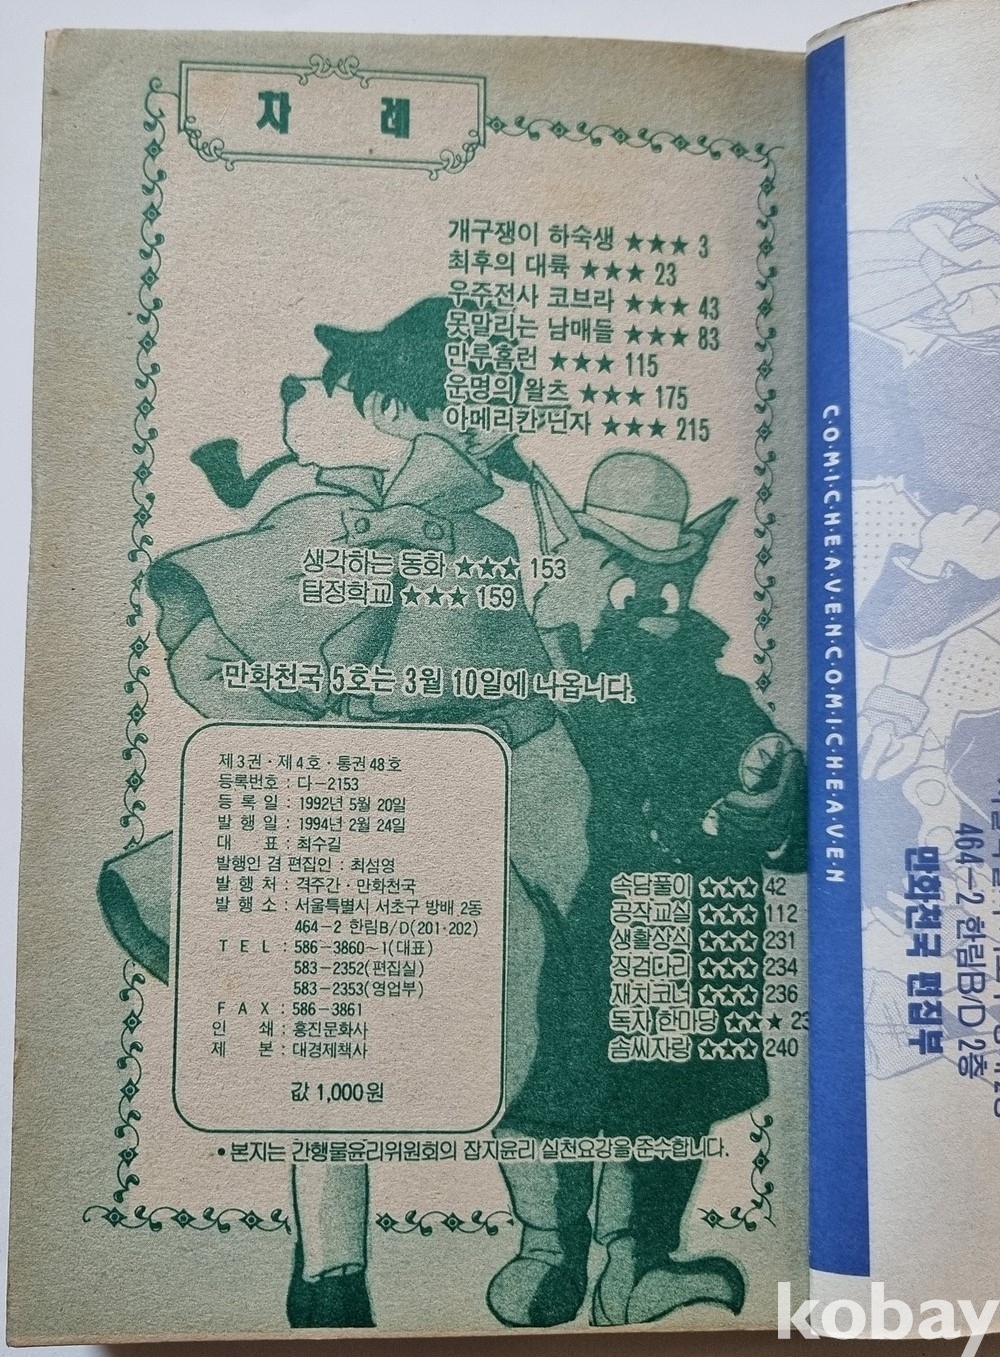 차 례
개구쟁이 하숙생 ★★★ 3
최후의 대륙 ★★★ 23
우주전사 코브라 ★★★ 43
못말리는 남매들 ★★★ 83
만루홈런 ★★★ 115
운명의 왈츠 ★★★ 175
아메리칸 닌자 ★★★ 215
생각하는 동화 ★★★ 153
탐정학교 ★★★ 159
만화천국 5호는 3월 10일에 나옵니다.
제3권·제4호·통권48호
등록번호 : 다-2153
등 록 일 : 1992년 5월 20일
발 행 일 : 1994년 2월 24일
대 표 : 최수길
발행인 겸 편집인 : 최섬영
발 행 처 : 격주간·만화천국
발 행 소 : 서울특별시 서초구 방배 2동
464-2 한림B/D(201·202)
T E L : 586-3860~1(대표)
583-2352(편집실)
583-2353(영업부)
F A X : 586-3861
인 쇄 : 홍진문화사
제 본 : 대경제책사
값 1,000원
속담풀이 ★★★ 42
공작교실 ★★★ 112
생활상식 ★★★ 231
징검다리 ★★★ 234
재치코너 ★★★ 236
독자 한마당 ★★★ 23
솜씨자랑 ★★★ 240
• 본지는 간행물윤리위원회의 잡지윤리 실천요강을 준수합니다.
C·O·M·I·C·H·E·A·V·E·N·C·O·M·I·C·H·E·A·V·E·N
464-2 한림B/D 2층
만화천국 편집부
kobay